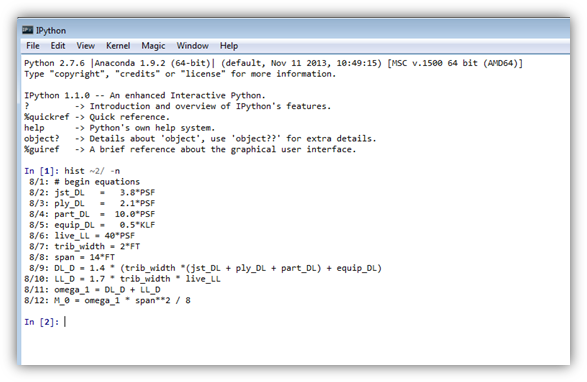 IPython
File Edit View Kernel Magic Window Help
Python 2.7.6 |Anaconda 1.9.2 (64-bit)| (default, Nov 11 2013, 10:49:15) [MSC v.1500 64 bit (AMD64)]
Type "copyright", "credits" or "license" for more information.
IPython 1.1.0 -- An enhanced Interactive Python.
?         -> Introduction and overview of IPython's features.
%quickref -> Quick reference.
help      -> Python's own help system.
object?   -> Details about 'object', use 'object??' for extra details.
%guiref   -> A brief reference about the graphical user interface.
In [1]: hist ~2/ -n
8/1: # begin equations
8/2: jst_DL   =   3.8*PSF
8/3: ply_DL   =   2.1*PSF
8/4: part_DL  =  10.0*PSF
8/5: equip_DL =   0.5*KLF
8/6: live_LL = 40*PSF
8/7: trib_width = 2*FT
8/8: span = 14*FT
8/9: DL_D = 1.4 * (trib_width *(jst_DL + ply_DL + part_DL) + equip_DL)
8/10: LL_D = 1.7 * trib_width * live_LL
8/11: omega_1 = DL_D + LL_D
8/12: M_0 = omega_1 * span**2 / 8
In [2]: